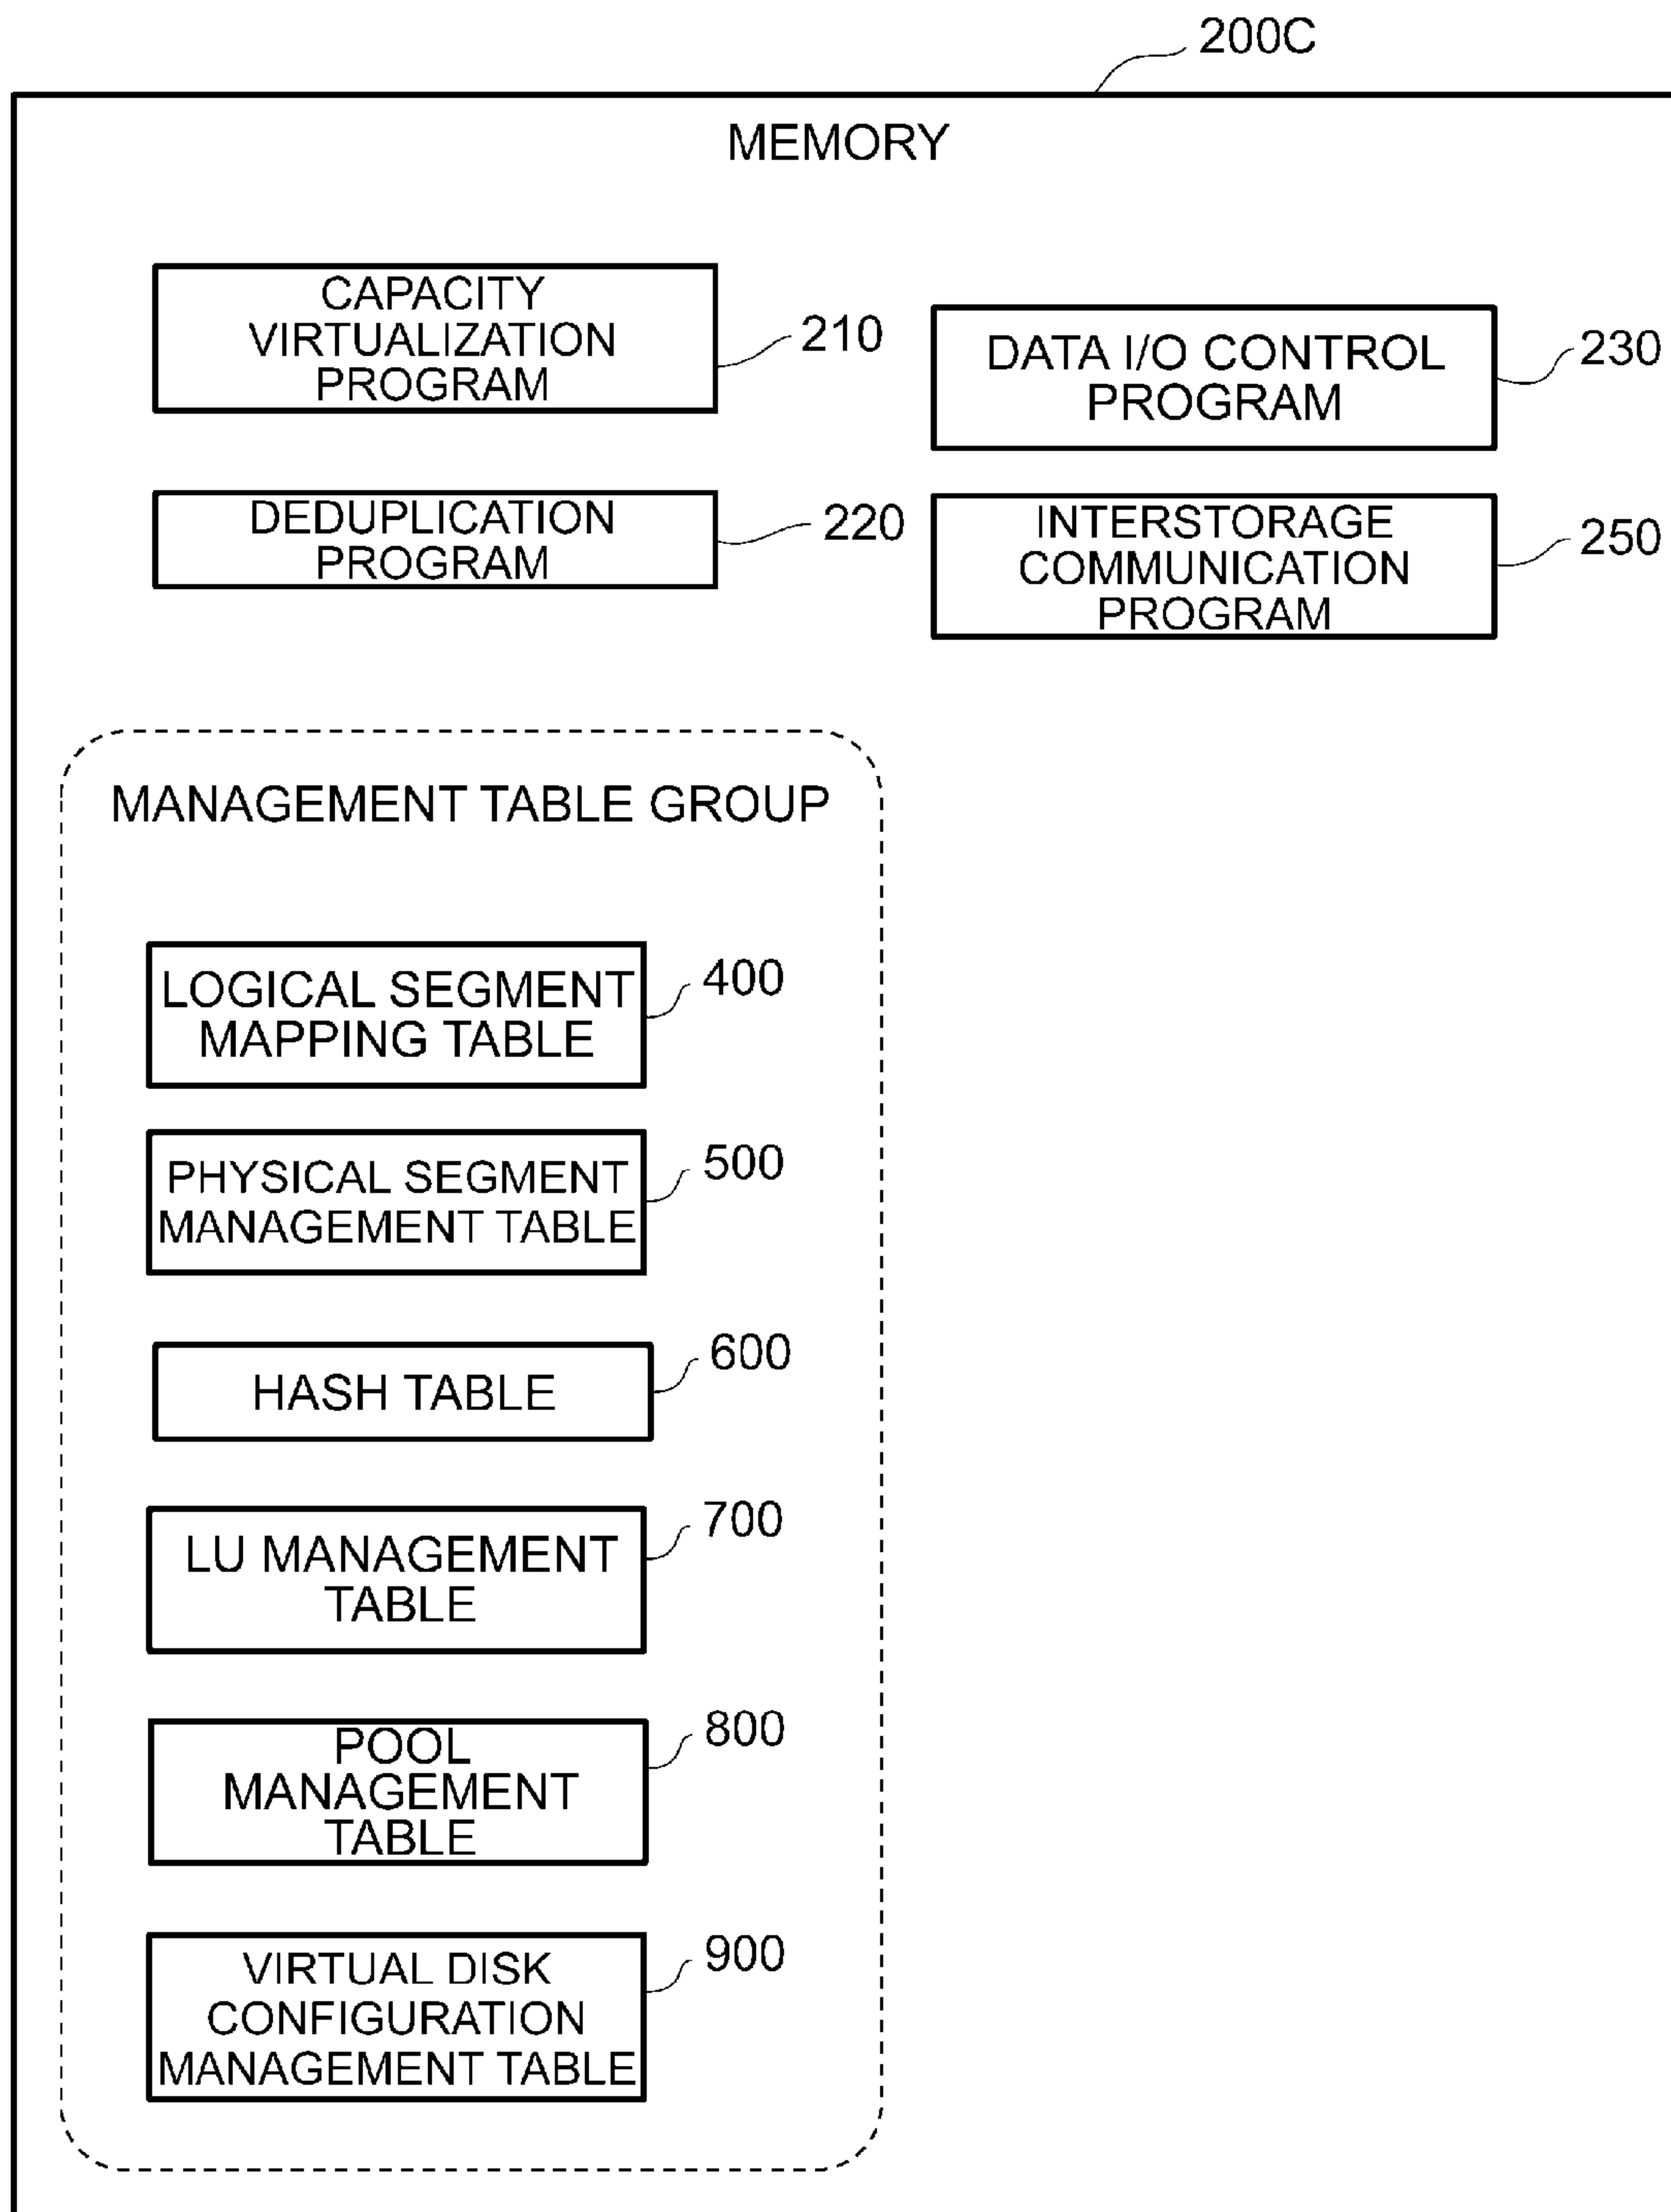 200C
MEMORY
CAPACITY
VIRTUALIZATION
PROGRAM
210
DATA I/O CONTROL
PROGRAM
230
DEDUPLICATION
PROGRAM
220
INTERSTORAGE
COMMUNICATION
PROGRAM
250
MANAGEMENT TABLE GROUP
LOGICAL SEGMENT
MAPPING TABLE
400
PHYSICAL SEGMENT
MANAGEMENT TABLE
500
HASH TABLE
600
LU MANAGEMENT
TABLE
700
POOL
MANAGEMENT
TABLE
800
VIRTUAL DISK
CONFIGURATION
MANAGEMENT TABLE
900